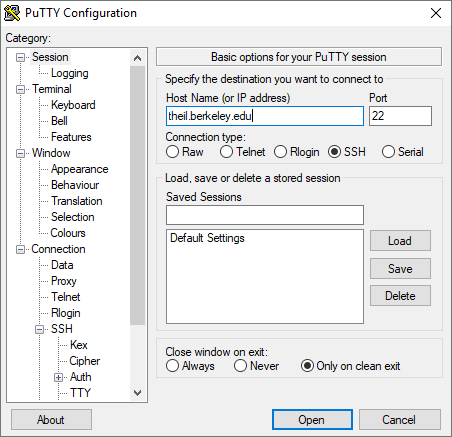 PuTTY Configuration
Category:
Session
Logging
Terminal
Keyboard
Bell
Features
Window
Appearance
Behaviour
Translation
Selection
Colours
Connection
Data
Proxy
Telnet
Rlogin
SSH
Kex
Cipher
Auth
TTY
Basic options for your PuTTY session
Specify the destination you want to connect to
Host Name (or IP address) Port
theil.berkeley.edu 22
Connection type:
Raw Telnet Rlogin SSH Serial
Load, save or delete a stored session
Saved Sessions
Default Settings
Load
Save
Delete
Close window on exit:
Always Never Only on clean exit
About Open Cancel